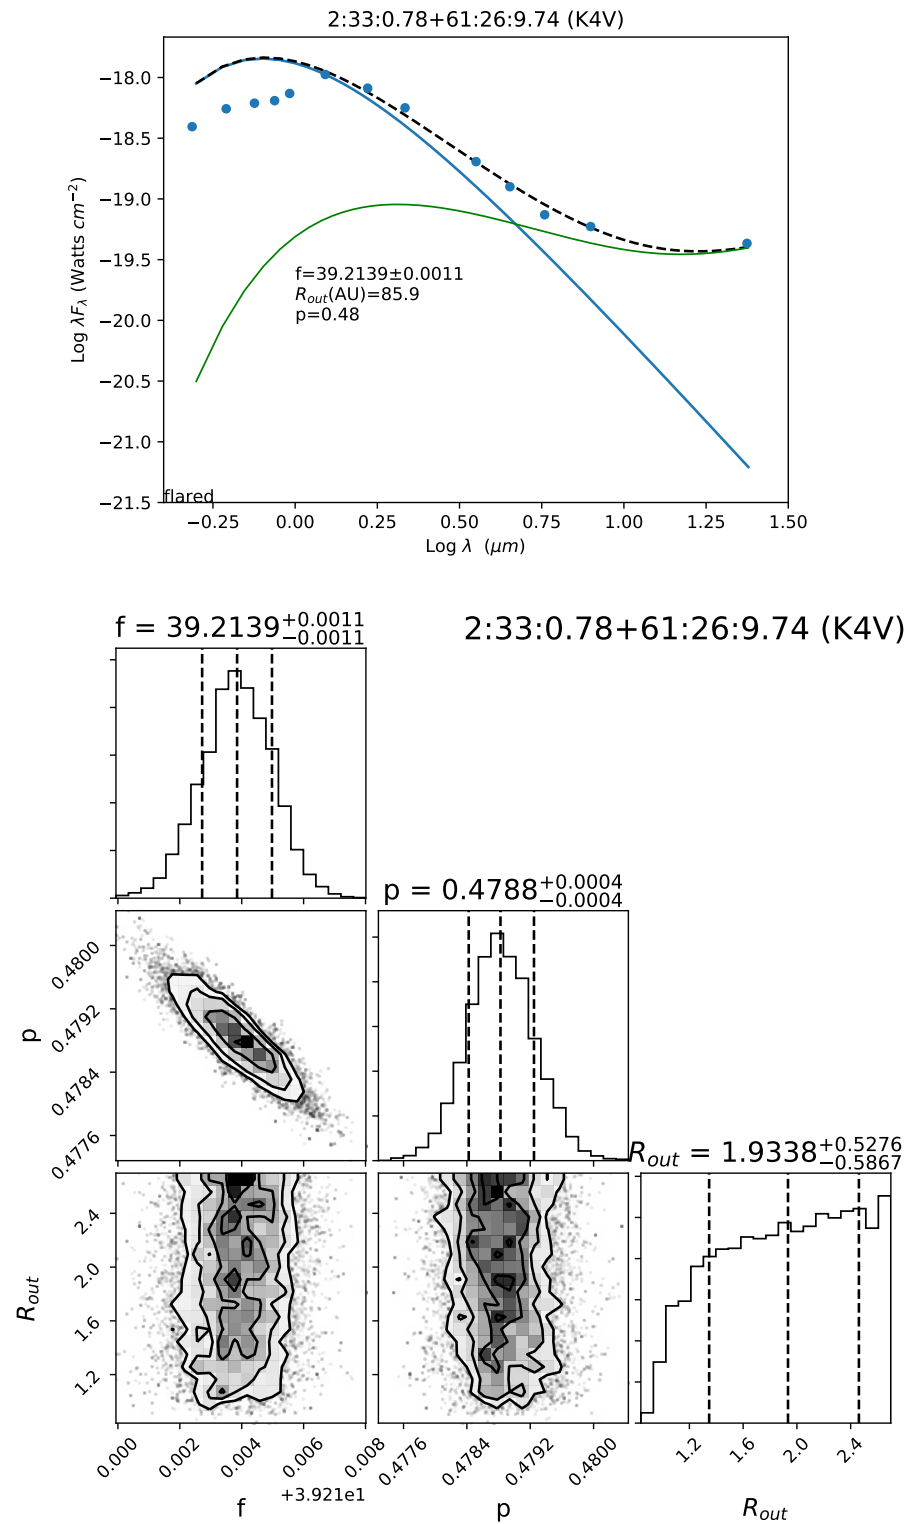 2:33:0.78+61:26:9.74 (K4V)
Log λF_λ (Watts cm⁻²)
−18.0
−18.5
−19.0
−19.5
−20.0
−20.5
−21.0
−21.5
f=39.2139±0.0011
R_out(AU)=85.9
p=0.48
flared
−0.25 0.00 0.25 0.50 0.75 1.00 1.25 1.50
Log λ (μm)
2:33:0.78+61:26:9.74 (K4V)
f = 39.2139 +0.0011 −0.0011
p = 0.4788 +0.0004 −0.0004
p
0.4800
0.4792
0.4784
0.4776
R_out = 1.9338 +0.5276 −0.5867
R_out
2.4
2.0
1.6
1.2
0.000 0.002 0.004 0.006 0.008
+3.921e1
f
0.4776 0.4784 0.4792 0.4800
p
1.2 1.6 2.0 2.4
R_out